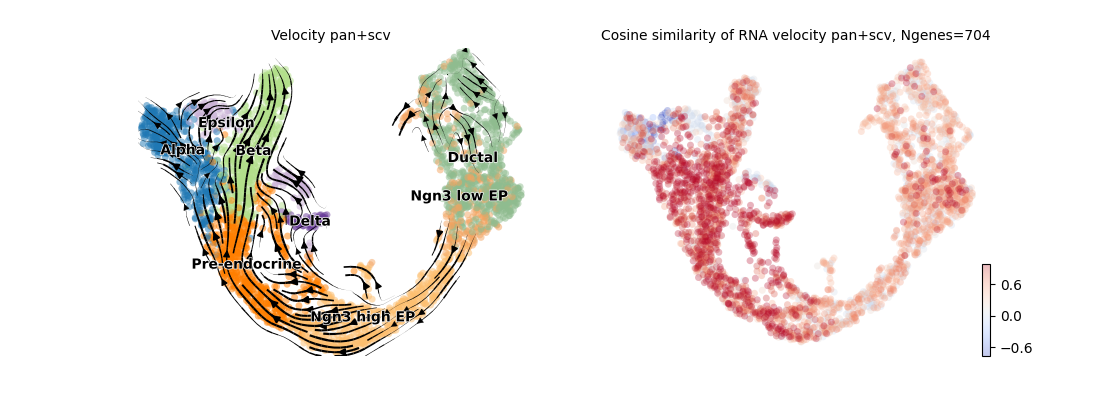 Velocity pan+scv
Cosine similarity of RNA velocity pan+scv, Ngenes=704
Epsilon
Alpha
Beta
Ductal
Ngn3 low EP
Delta
Pre-endocrine
Ngn3 high EP
0.6
0.0
−0.6